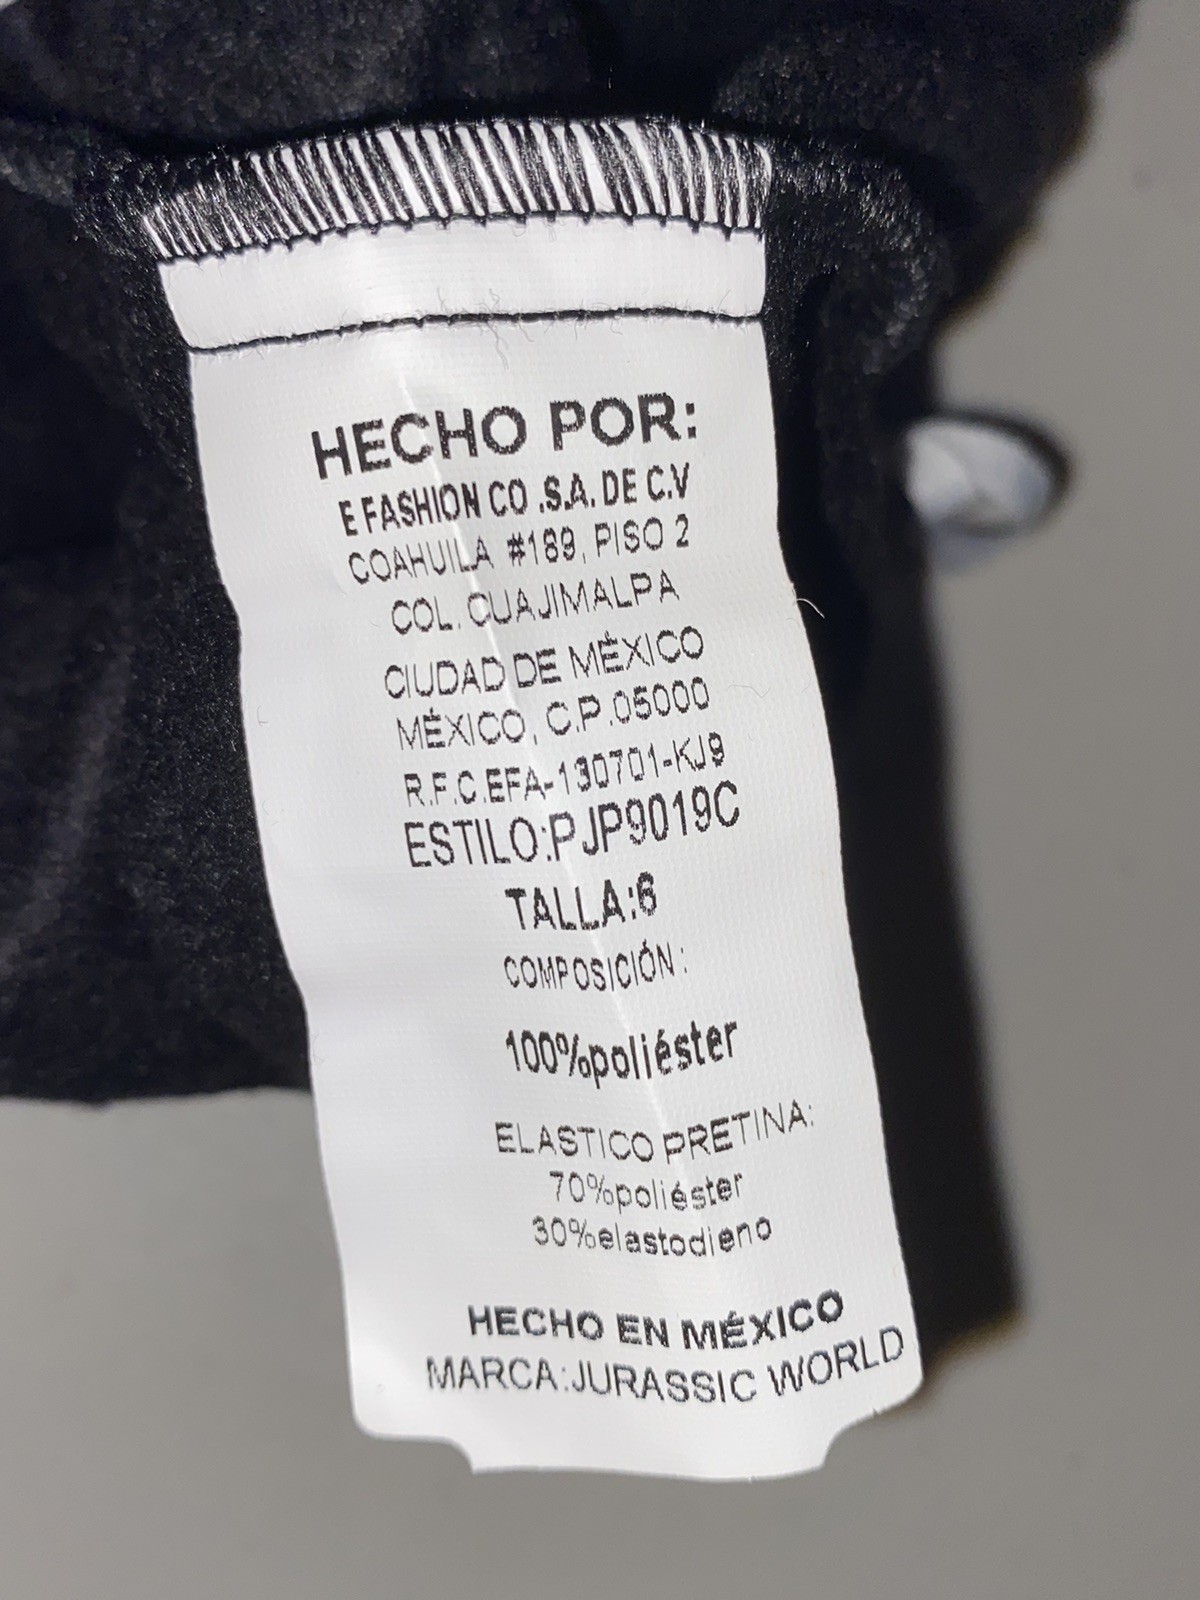 HECHO POR:
E FASHION CO .S.A. DE C.V
COAHUILA #189, PISO 2
COL. CUAJIMALPA
CIUDAD DE MÉXICO
MÉXICO, C.P.05000
R.F.C.EFA-130701-KJ9
ESTILO:PJP9019C
TALLA:6
COMPOSICIÓN:
100%poliéster
ELASTICO PRETINA:
70%poliéster
30%elastodieno
HECHO EN MÉXICO
MARCA:JURASSIC WORLD